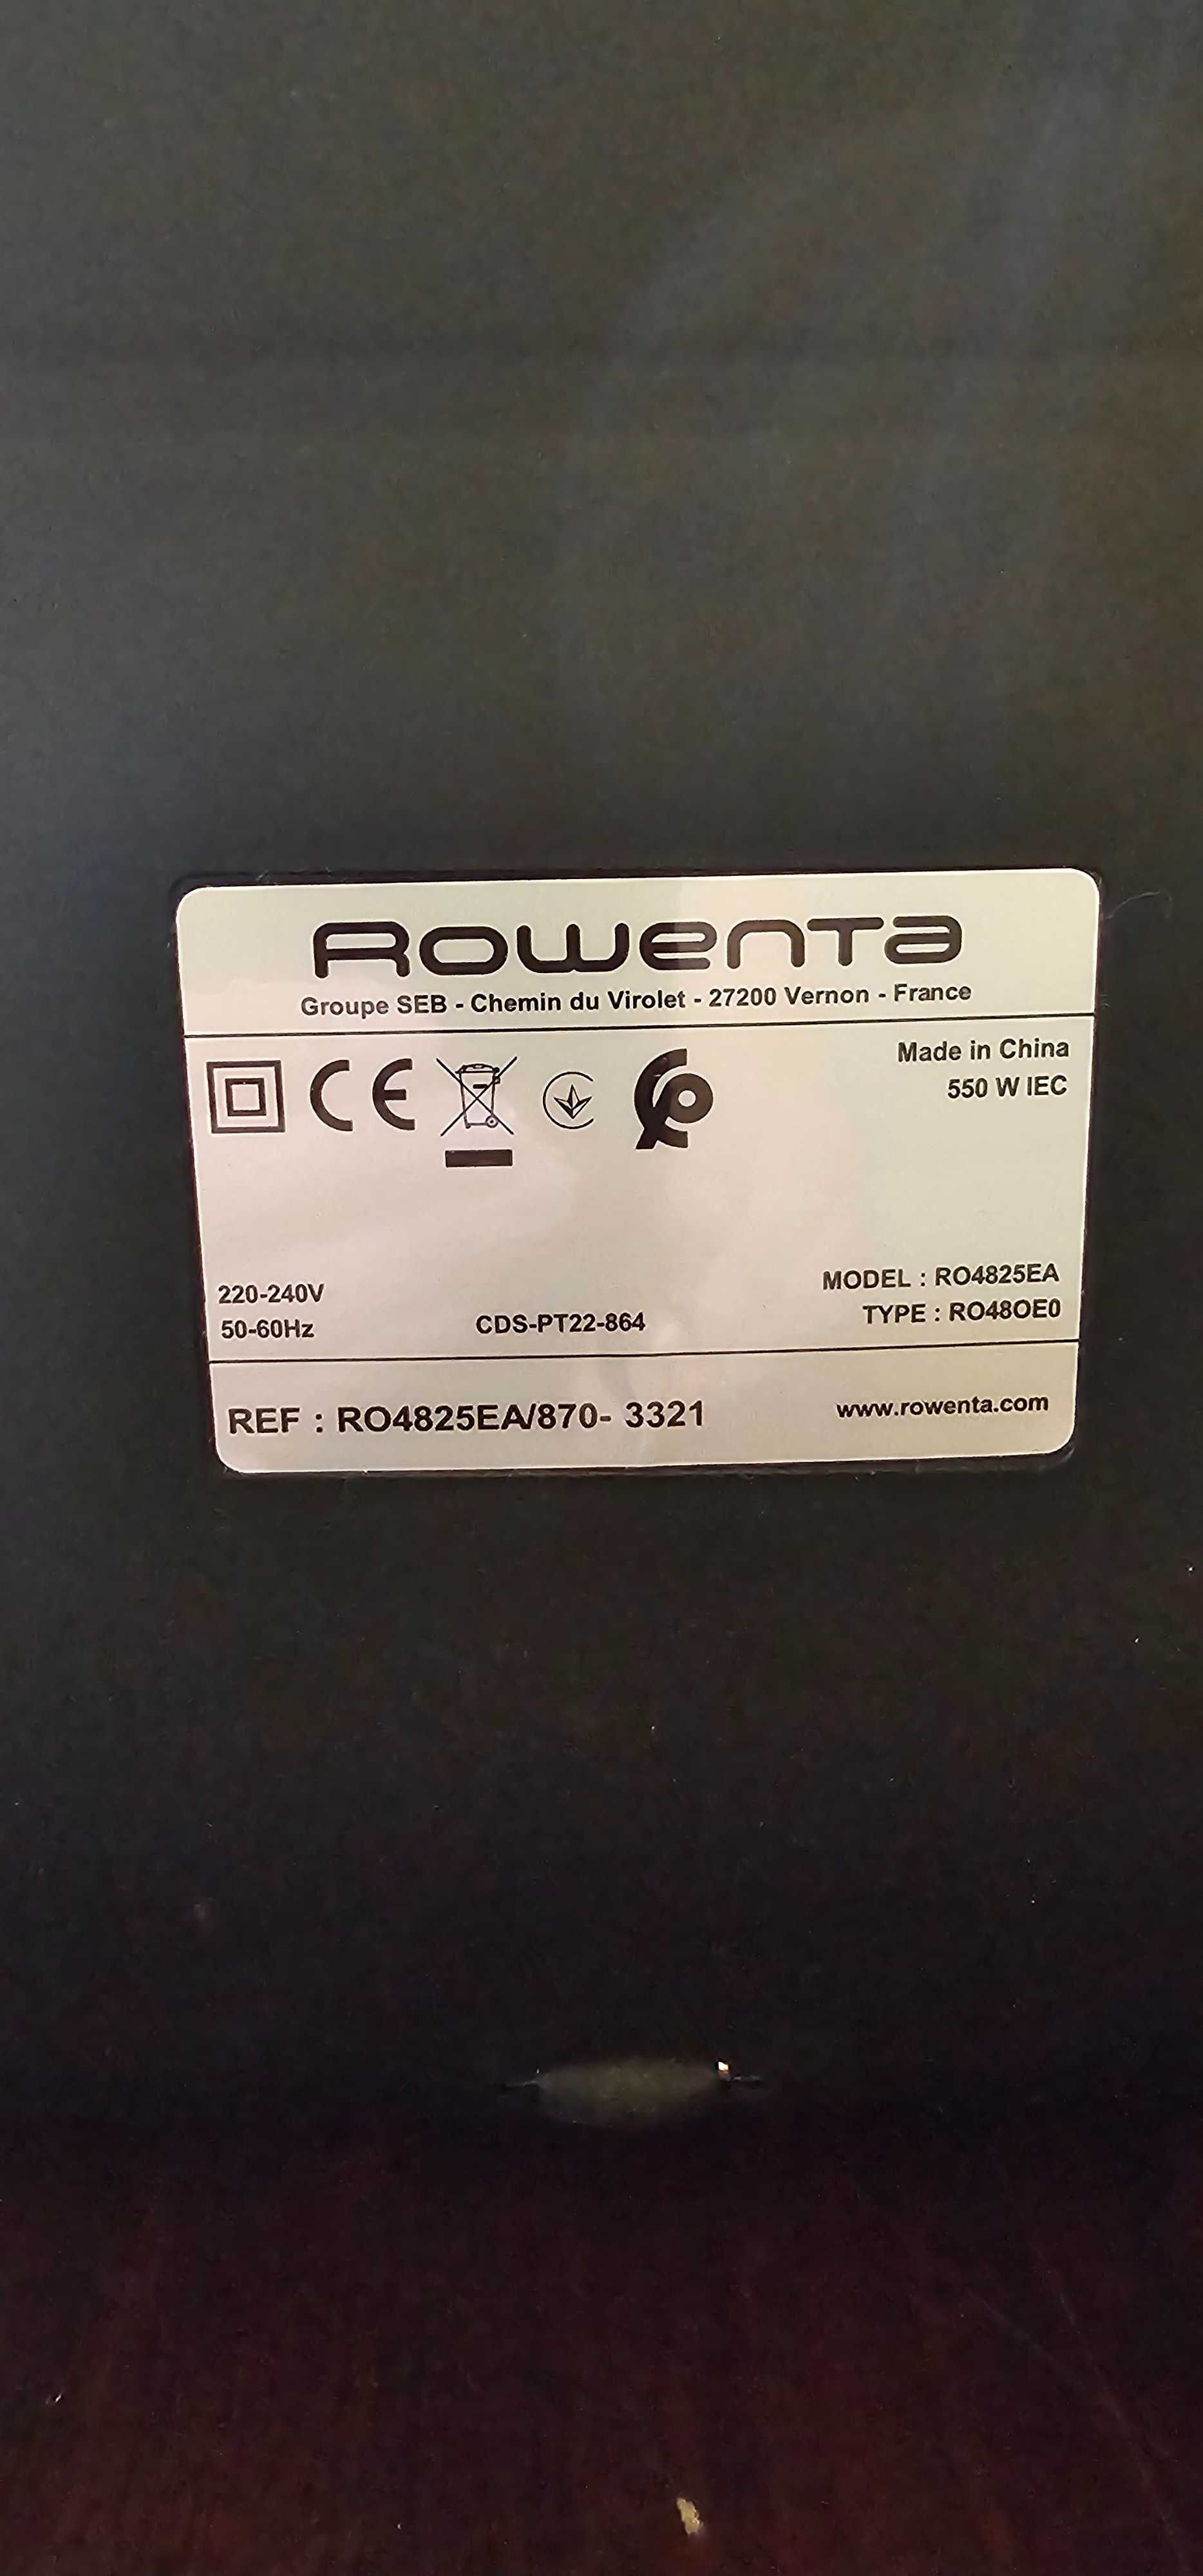 Rowenta
Groupe SEB - Chemin du Virolet - 27200 Vernon - France
CE
Made in China
550 W IEC
220-240V
50-60Hz
CDS-PT22-864
MODEL : RO4825EA
TYPE : RO48OE0
REF : RO4825EA/870- 3321
www.rowenta.com